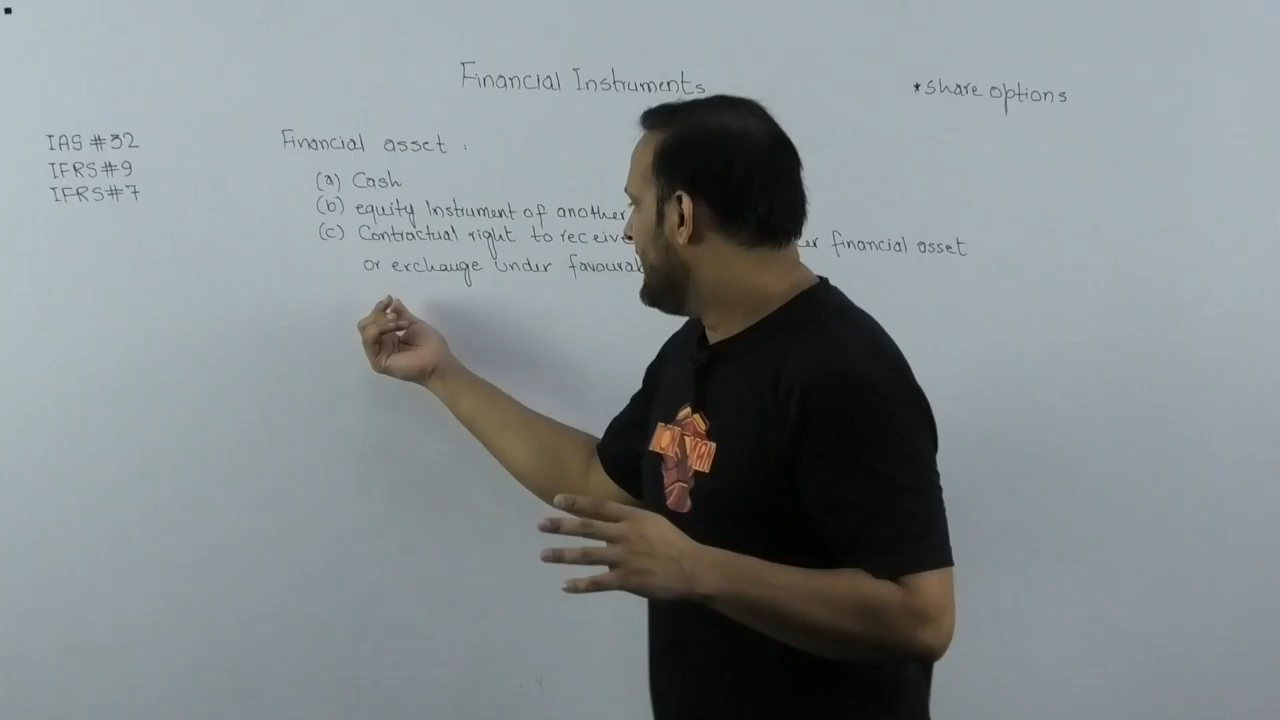 Financial Instruments
*share options
IAS #32
IFRS#9
IFRS#7
Financial asset :
(a) Cash
(b) equity Instrument of another
(c) Contractual right to receive financial asset
or exchange under